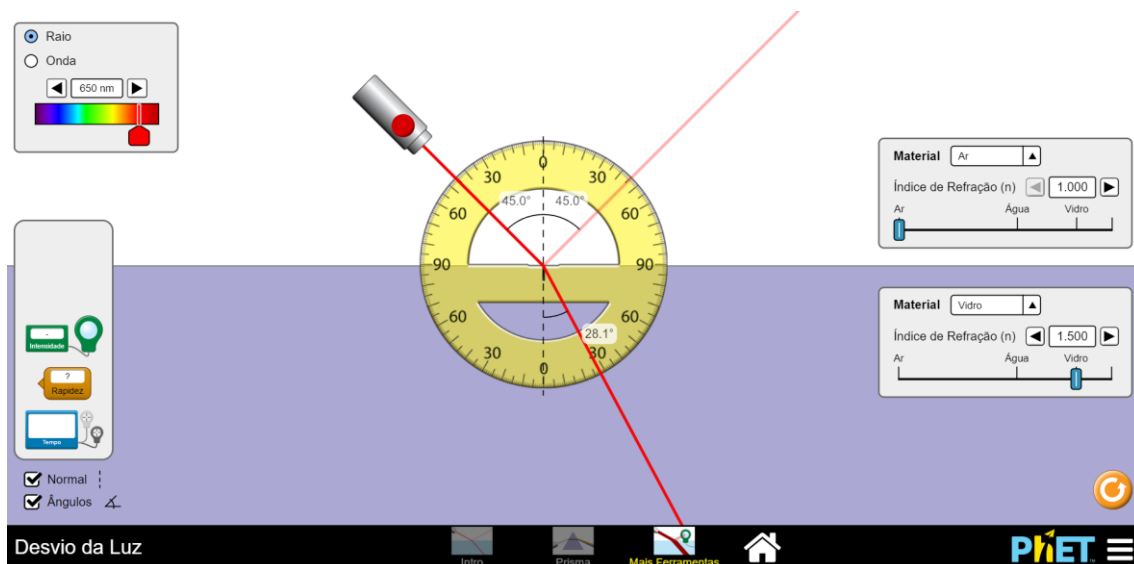 Raio
Onda
650 nm
Material Ar
Índice de Refração (n) 1.000
Ar Água Vidro
Material Vidro
Índice de Refração (n) 1.500
Ar Água Vidro
0
30 30
45.0° 45.0°
60 60
90 90
60 60
28.1°
30 30
0
-
Intensidade
?
Rapidez
Tempo
Normal
Ângulos
Desvio da Luz
Intro
Prisma
Mais Ferramentas
PhET